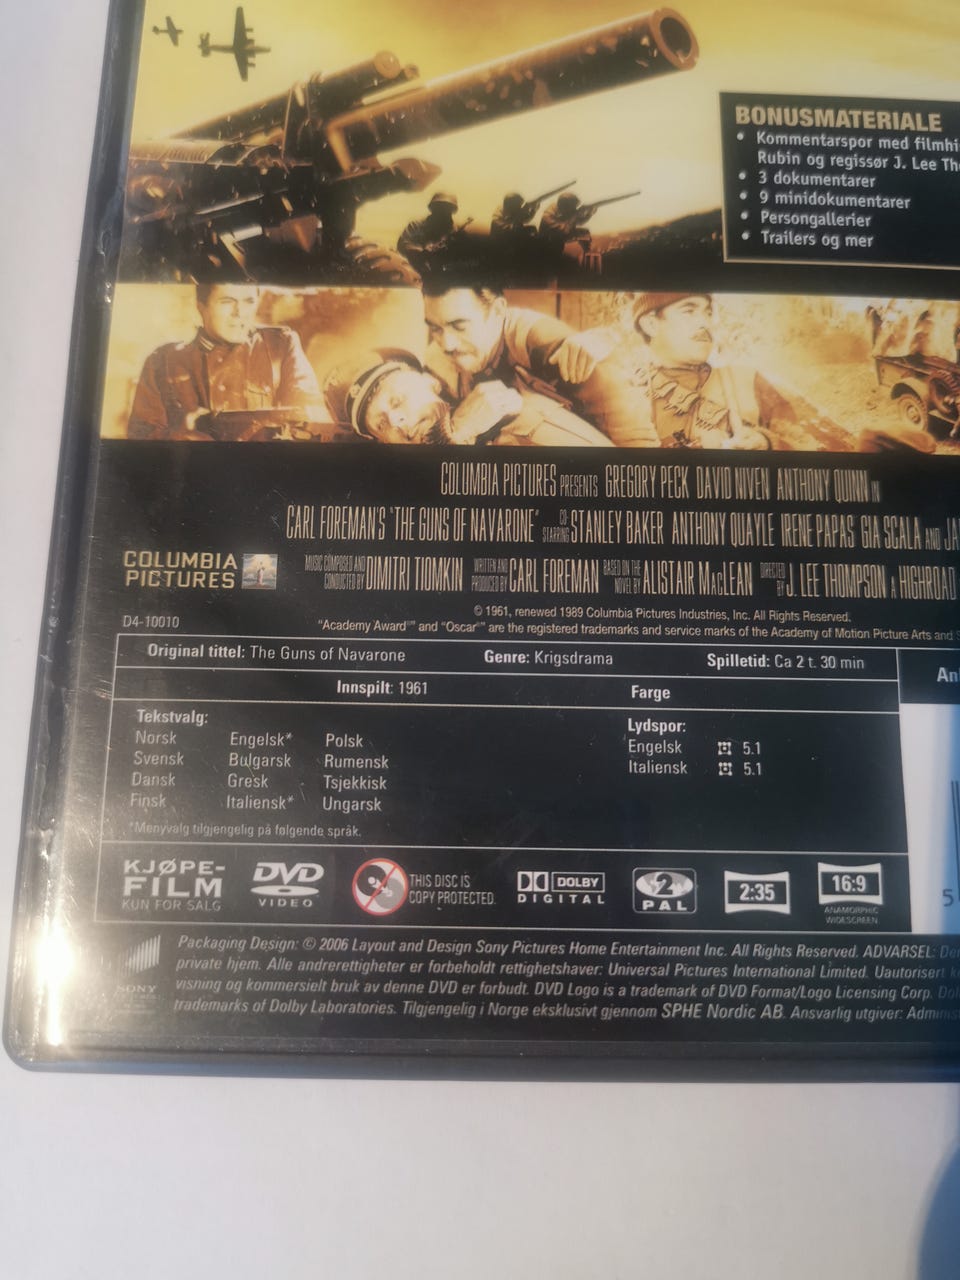 BONUSMATERIALE
• Kommentarspor med
Rubin og regissør J. Lee
• 3 dokumentarer
• 9 minidokumentarer
• Persongallerier
• Trailers og mer
COLUMBIA PICTURES PRESENTS GREGORY PECK DAVID NIVEN ANTHONY QUINN IN
CARL FOREMAN'S "THE GUNS OF NAVARONE" CO-STARRING STANLEY BAKER ANTHONY QUAYLE IRENE PAPAS GIA SCALA AND
COLUMBIA PICTURES
MUSIC COMPOSED AND CONDUCTED BY DIMITRI TIOMKIN WRITTEN AND PRODUCED BY CARL FOREMAN BASED ON THE NOVEL BY ALISTAIR MACLEAN DIRECTED BY J. LEE THOMPSON A HIGHROAD
© 1961, renewed 1989 Columbia Pictures Industries, Inc. All Rights Reserved.
D4-10010
"Academy Award®" and "Oscar®" are the registered trademarks and service marks of the Academy of Motion Picture Arts and
Original tittel: The Guns of Navarone Genre: Krigsdrama Spilletid: Ca 2 t. 30 min
Innspilt: 1961 Farge
Tekstvalg: Lydspor:
Norsk Engelsk* Polsk Engelsk 5.1
Svensk Bulgarsk Rumensk Italiensk 5.1
Dansk Gresk Tsjekkisk
Finsk Italiensk* Ungarsk
*Menyvalg tilgjengelig på følgende språk.
KJØPE-
FILM
KUN FOR SALG
DVD
VIDEO
THIS DISC IS
COPY PROTECTED.
DOLBY
DIGITAL
2
PAL
2:35
16:9
ANAMORPHIC
WIDESCREEN
5
SONY
Packaging Design: © 2006 Layout and Design Sony Pictures Home Entertainment Inc. All Rights Reserved. ADVARSEL:
private hjem. Alle andrerettigheter er forbeholdt rettighetshaver: Universal Pictures International Limited. Uautorisert
visning og kommersielt bruk av denne DVD er forbudt. DVD Logo is a trademark of DVD Format/Logo Licensing Corp.
trademarks of Dolby Laboratories. Tilgjengelig i Norge eksklusivt gjennom SPHE Nordic AB. Ansvarlig utgiver: